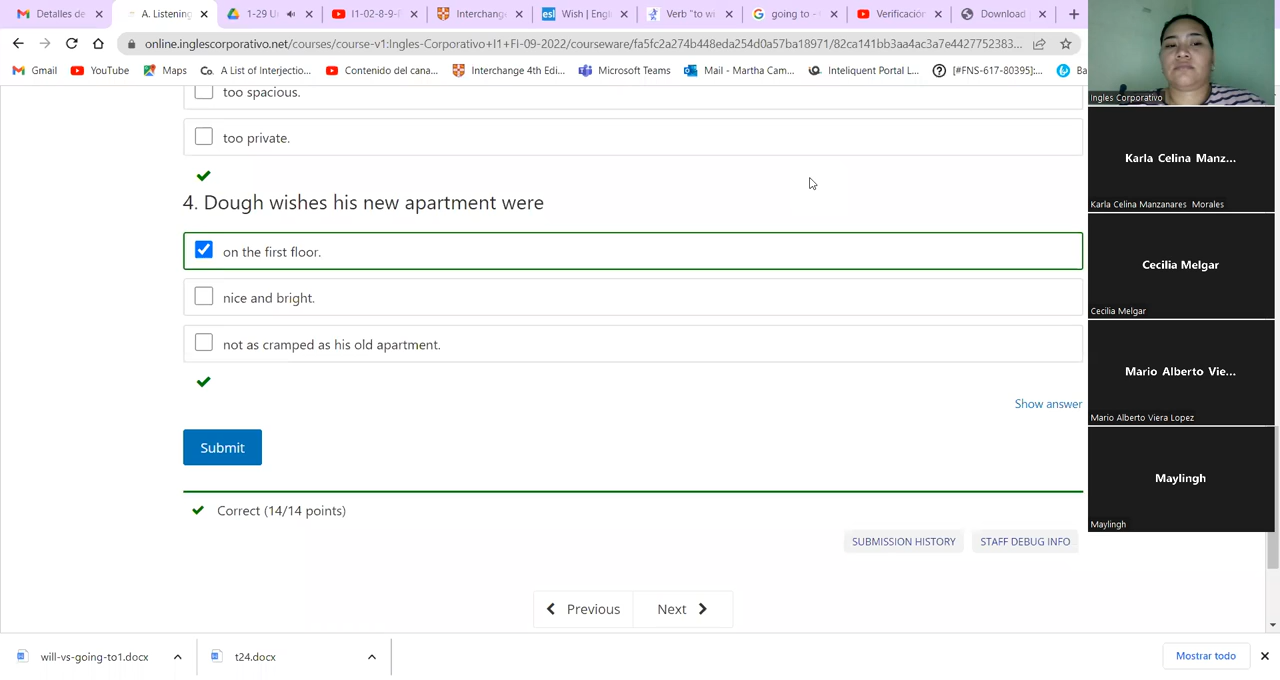 Detalles de
A. Listening
1-29 U
I1-02-8-9-F
Interchang
esl Wish | Engl
Verb "to wi
going to -
Verificación
Download
online.inglescorporativo.net/courses/course-v1:Ingles-Corporativo+I1+FI-09-2022/courseware/fa5fc2a274b448eda254d0a57ba18971/82ca141bb3aa4ac3a7e4427752383...
Gmail
YouTube
Maps
Co. A List of Interjectio...
Contenido del cana...
Interchange 4th Edi...
Microsoft Teams
Mail - Martha Cam...
Inteliquent Portal L...
[#FNS-617-80395]:...
Ba
too spacious.
too private.
4. Dough wishes his new apartment were
on the first floor.
nice and bright.
not as cramped as his old apartment.
Show answer
Submit
Correct (14/14 points)
SUBMISSION HISTORY
STAFF DEBUG INFO
Previous
Next
will-vs-going-to1.docx
t24.docx
Mostrar todo
Ingles Corporativo
Karla Celina Manz...
Karla Celina Manzanares Morales
Cecilia Melgar
Cecilia Melgar
Mario Alberto Vie...
Mario Alberto Viera Lopez
Maylingh
Maylingh